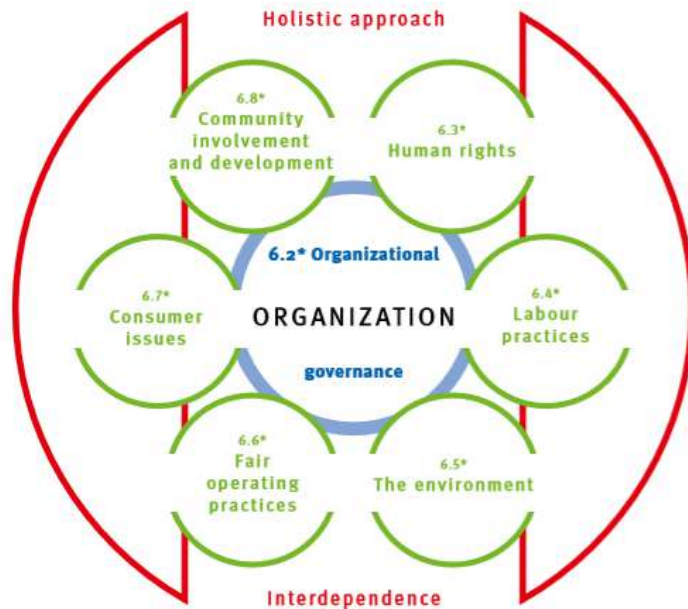 Holistic approach
6.8*
Community
involvement
and development
6.3*
Human rights
6.2* Organizational
6.7*
Consumer
issues
ORGANIZATION
6.4*
Labour
practices
governance
6.6*
Fair
operating
practices
6.5*
The environment
Interdependence